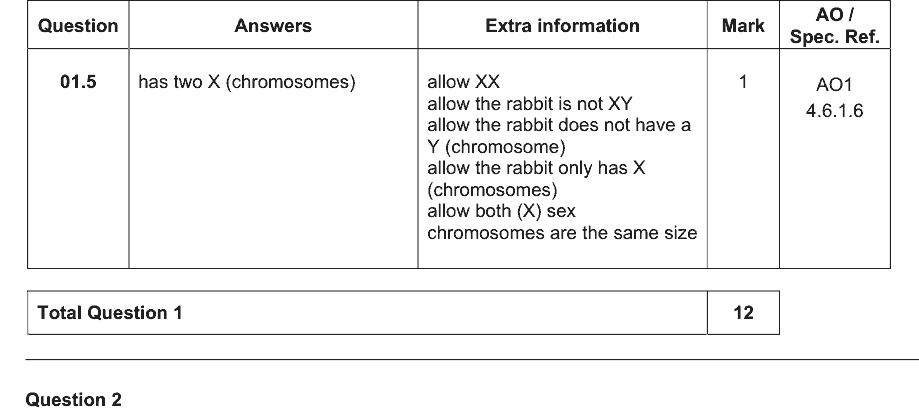 Question Answers Extra information Mark AO / Spec. Ref.
01.5 has two X (chromosomes) allow XX 1 AO1
allow the rabbit is not XY 4.6.1.6
allow the rabbit does not have a
Y (chromosome)
allow the rabbit only has X
(chromosomes)
allow both (X) sex
chromosomes are the same size
Total Question 1 12
Question 2